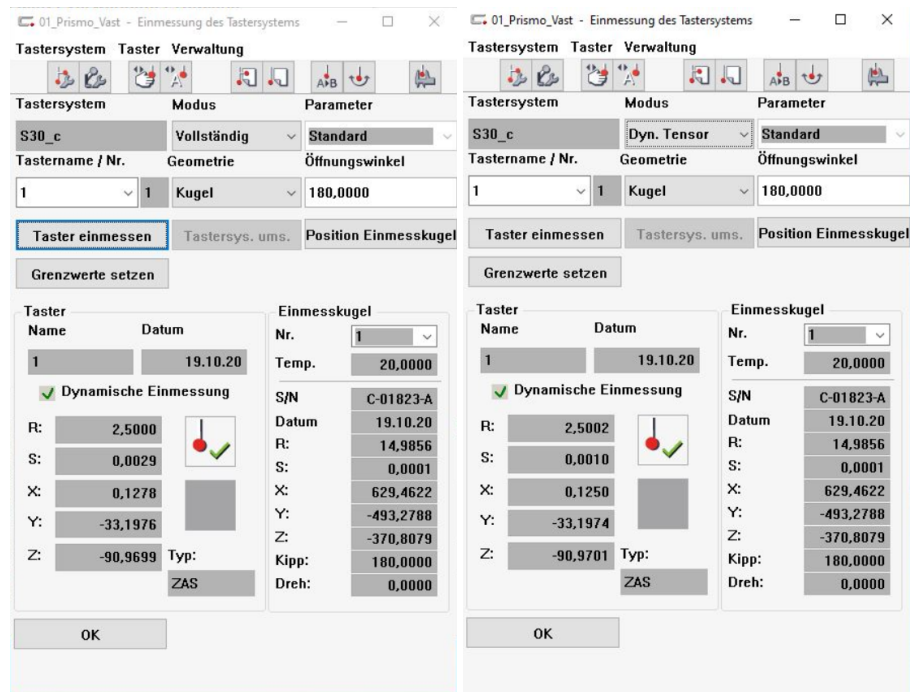 01_Prismo_Vast - Einmessung des Tastersystems
Tastersystem Taster Verwaltung
A▸B
Tastersystem Modus Parameter
S30_c Vollständig Standard
Tastername / Nr. Geometrie Öffnungswinkel
1 1 Kugel 180,0000
Taster einmessen Tastersys. ums. Position Einmesskugel
Grenzwerte setzen
Taster Einmesskugel
Name Datum Nr. 1
1 19.10.20 Temp. 20,0000
Dynamische Einmessung S/N C-01823-A
Datum 19.10.20
R: 2,5000 R: 14,9856
S: 0,0029 S: 0,0001
X: 0,1278 X: 629,4622
Y: -33,1976 Y: -493,2788
Z: -90,9699 Typ: Z: -370,8079
Kipp: 180,0000
ZAS Dreh: 0,0000
OK
01_Prismo_Vast - Einmessung des Tastersystems
Tastersystem Taster Verwaltung
A▸B
Tastersystem Modus Parameter
S30_c Dyn. Tensor Standard
Tastername / Nr. Geometrie Öffnungswinkel
1 1 Kugel 180,0000
Taster einmessen Tastersys. ums. Position Einmesskugel
Grenzwerte setzen
Taster Einmesskugel
Name Datum Nr. 1
1 19.10.20 Temp. 20,0000
Dynamische Einmessung S/N C-01823-A
Datum 19.10.20
R: 2,5002 R: 14,9856
S: 0,0010 S: 0,0001
X: 0,1250 X: 629,4622
Y: -33,1974 Y: -493,2788
Z: -90,9701 Typ: Z: -370,8079
Kipp: 180,0000
ZAS Dreh: 0,0000
OK